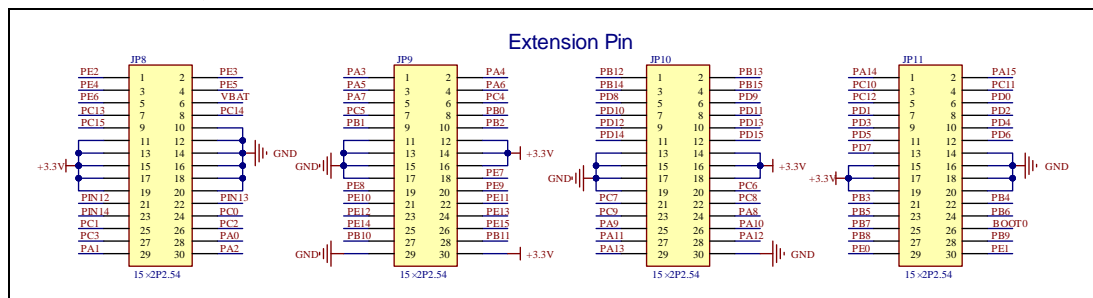 Extension Pin
JP8
PE2 1 2 PE3
PE4 3 4 PE5
PE6 5 6 VBAT
PC13 7 8 PC14
PC15 9 10
11 12
13 14 GND
+3.3V 15 16
17 18
19 20
PIN12 21 22 PIN13
PIN14 23 24 PC0
PC1 25 26 PC2
PC3 27 28 PA0
PA1 29 30 PA2
15×2P2.54
JP9
PA3 1 2 PA4
PA5 3 4 PA6
PA7 5 6 PC4
PC5 7 8 PB0
PB1 9 10 PB2
11 12
13 14 +3.3V
GND 15 16
17 18 PE7
PE8 19 20 PE9
PE10 21 22 PE11
PE12 23 24 PE13
PE14 25 26 PE15
PB10 27 28 PB11
GND 29 30 +3.3V
15×2P2.54
JP10
PB12 1 2 PB13
PB14 3 4 PB15
PD8 5 6 PD9
PD10 7 8 PD11
PD12 9 10 PD13
PD14 11 12 PD15
13 14
15 16 +3.3V
GND 17 18
19 20 PC6
PC7 21 22 PC8
PC9 23 24 PA8
PA9 25 26 PA10
PA11 27 28 PA12
PA13 29 30 GND
15×2P2.54
JP11
PA14 1 2 PA15
PC10 3 4 PC11
PC12 5 6 PD0
PD1 7 8 PD2
PD3 9 10 PD4
PD5 11 12 PD6
PD7 13 14
15 16 GND
+3.3V 17 18
19 20
PB3 21 22 PB4
PB5 23 24 PB6
PB7 25 26 BOOT0
PB8 27 28 PB9
PE0 29 30 PE1
15×2P2.54